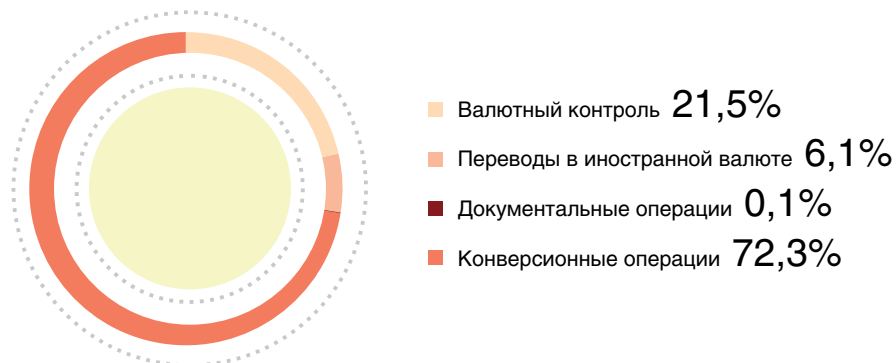 Валютный контроль 21,5%
Переводы в иностранной валюте 6,1%
Документальные операции 0,1%
Конверсионные операции 72,3%